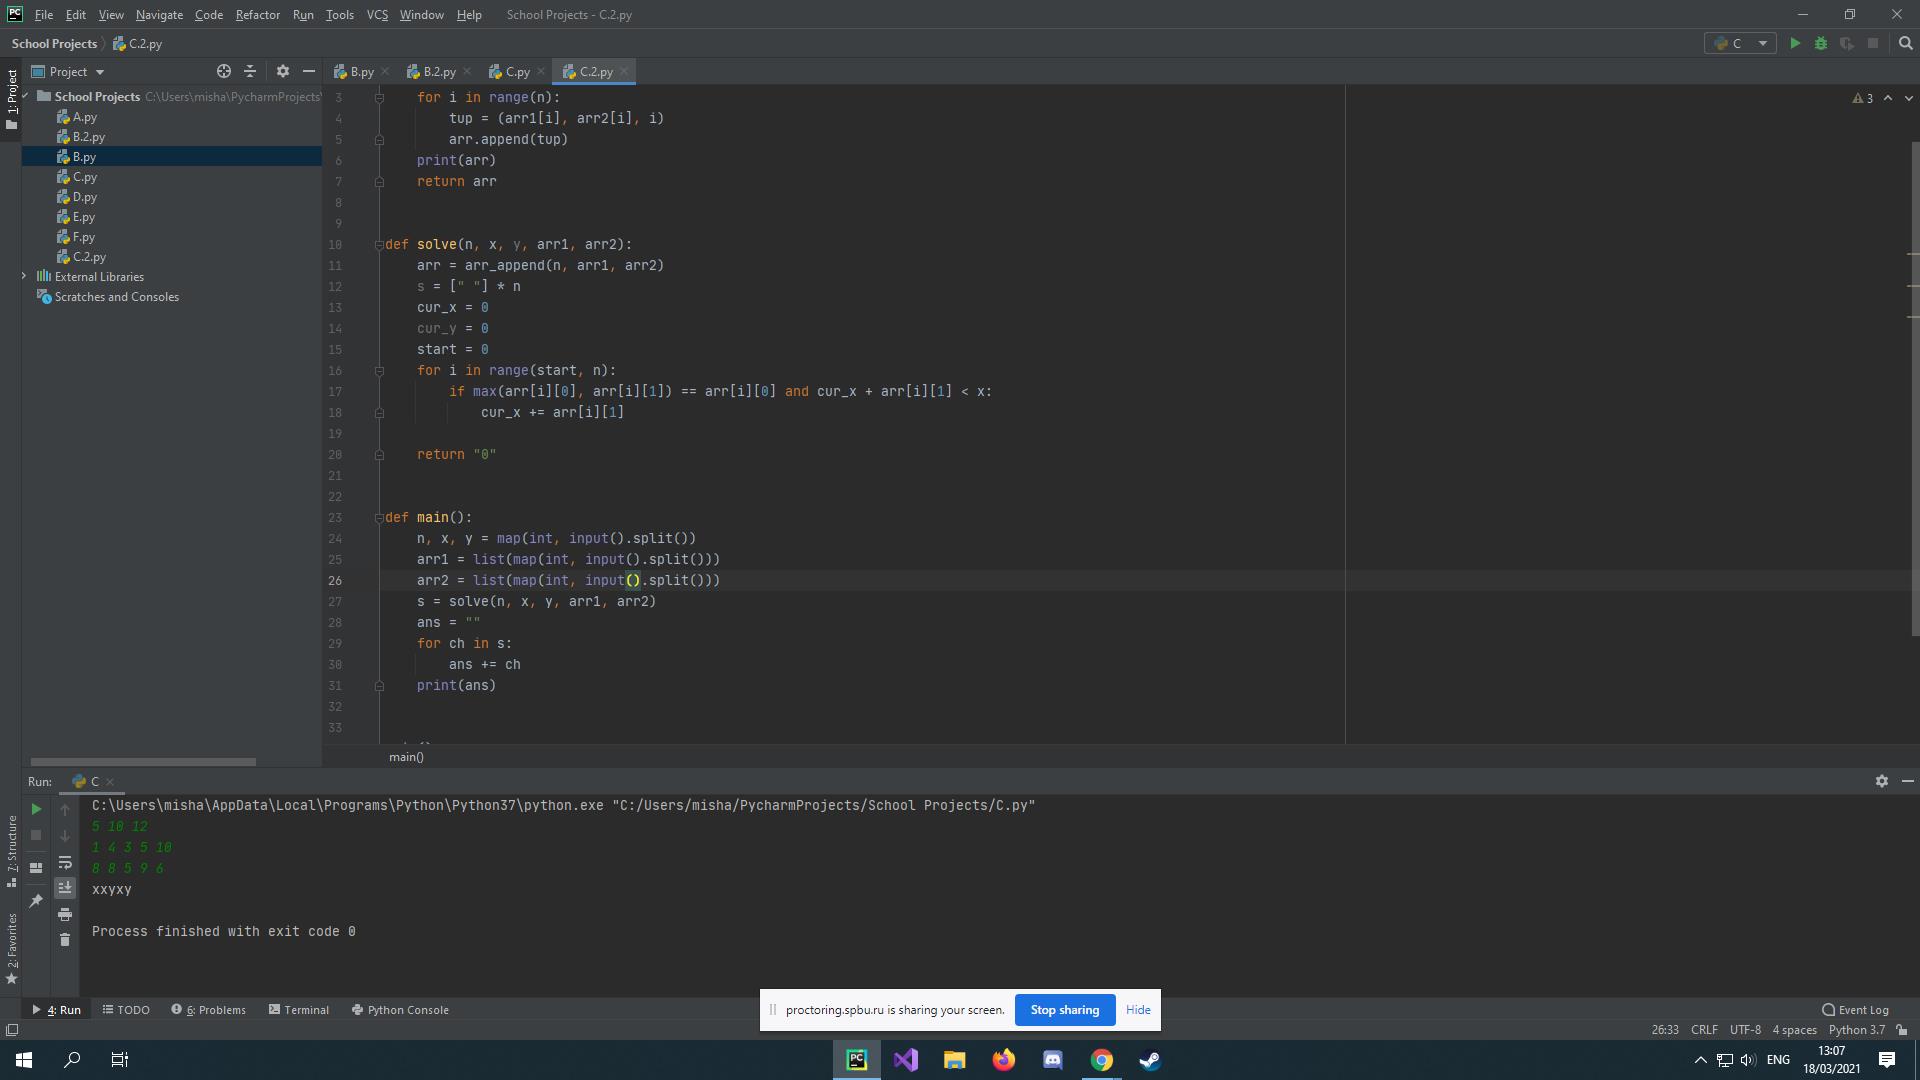 PC File Edit View Navigate Code Refactor Run Tools VCS Window Help School Projects - C.2.py
School Projects C.2.py C
1: Project Project B.py B.2.py C.py C.2.py
School Projects C:\Users\misha\PycharmProjects\
A.py
B.2.py
B.py
C.py
D.py
E.py
F.py
C.2.py
External Libraries
Scratches and Consoles
3
3 for i in range(n):
4 tup = (arr1[i], arr2[i], i)
5 arr.append(tup)
6 print(arr)
7 return arr
8
9
10 def solve(n, x, y, arr1, arr2):
11 arr = arr_append(n, arr1, arr2)
12 s = [" "] * n
13 cur_x = 0
14 cur_y = 0
15 start = 0
16 for i in range(start, n):
17 if max(arr[i][0], arr[i][1]) == arr[i][0] and cur_x + arr[i][1] < x:
18 cur_x += arr[i][1]
19
20 return "0"
21
22
23 def main():
24 n, x, y = map(int, input().split())
25 arr1 = list(map(int, input().split()))
26 arr2 = list(map(int, input().split()))
27 s = solve(n, x, y, arr1, arr2)
28 ans = ""
29 for ch in s:
30 ans += ch
31 print(ans)
32
33
main()
Run: C
C:\Users\misha\AppData\Local\Programs\Python\Python37\python.exe "C:/Users/misha/PycharmProjects/School Projects/C.py"
5 10 12
1 4 3 5 10
8 8 5 9 6
xxyxy
Process finished with exit code 0
7: Structure
2: Favorites
proctoring.spbu.ru is sharing your screen. Stop sharing Hide
4: Run TODO 6: Problems Terminal Python Console Event Log
26:33 CRLF UTF-8 4 spaces Python 3.7
PC ENG 13:07
18/03/2021